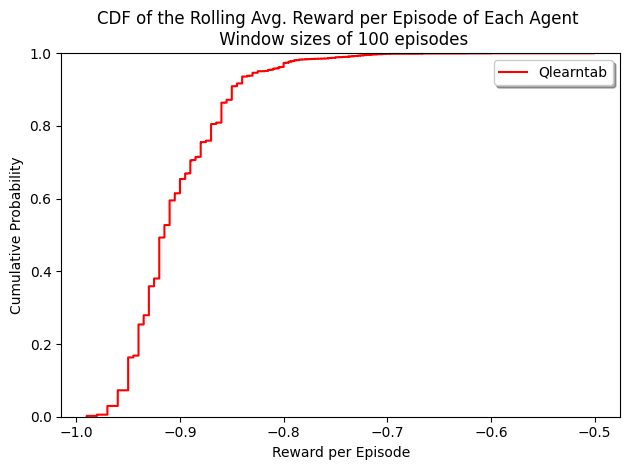 CDF of the Rolling Avg. Reward per Episode of Each Agent
Window sizes of 100 episodes
Qlearntab
Cumulative Probability
1.0
0.8
0.6
0.4
0.2
0.0
−1.0 −0.9 −0.8 −0.7 −0.6 −0.5
Reward per Episode